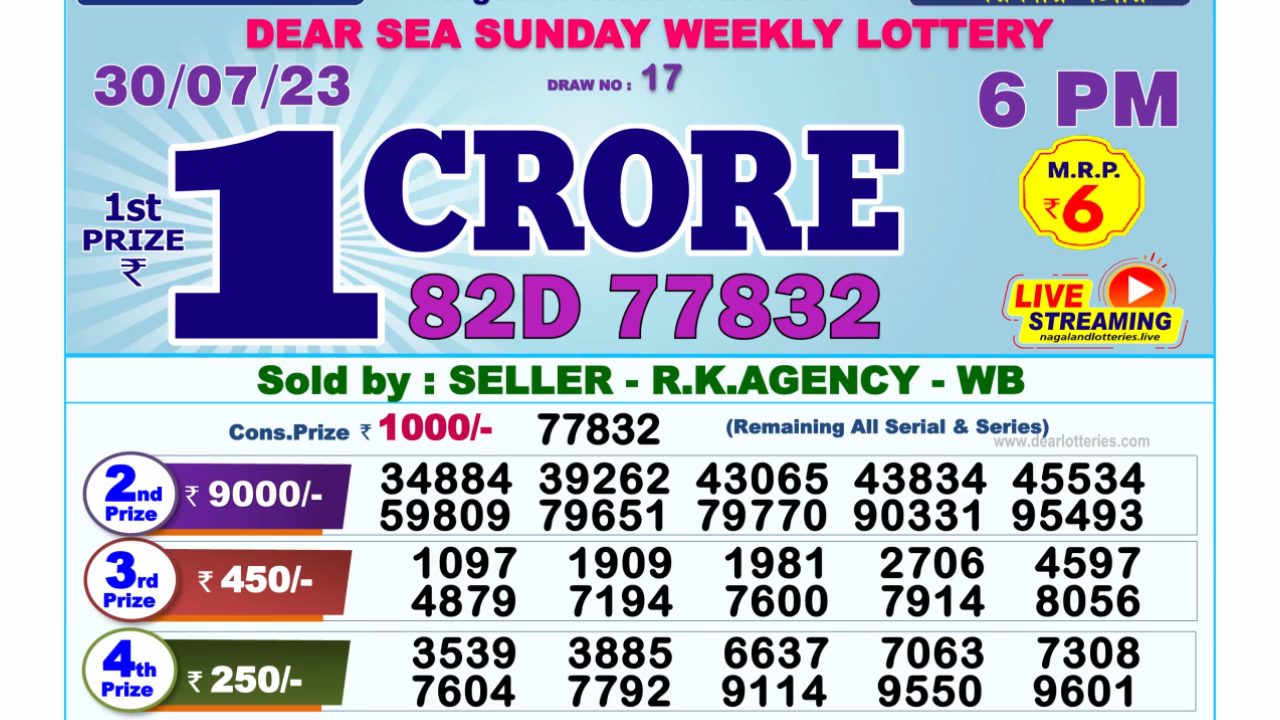 DEAR SEA SUNDAY WEEKLY LOTTERY
30/07/23
DRAW NO : 17
6 PM
1st
PRIZE
₹
1 CRORE
82D 77832
M.R.P.
₹6
LIVE
STREAMING
nagalandlotteries.live
Sold by : SELLER - R.K.AGENCY - WB
Cons.Prize ₹ 1000/- 77832 (Remaining All Serial & Series)
www.dearlotteries.com
2nd Prize ₹ 9000/-
34884 39262 43065 43834 45534
59809 79651 79770 90331 95493
3rd Prize ₹ 450/-
1097 1909 1981 2706 4597
4879 7194 7600 7914 8056
4th Prize ₹ 250/-
3539 3885 6637 7063 7308
7604 7792 9114 9550 9601